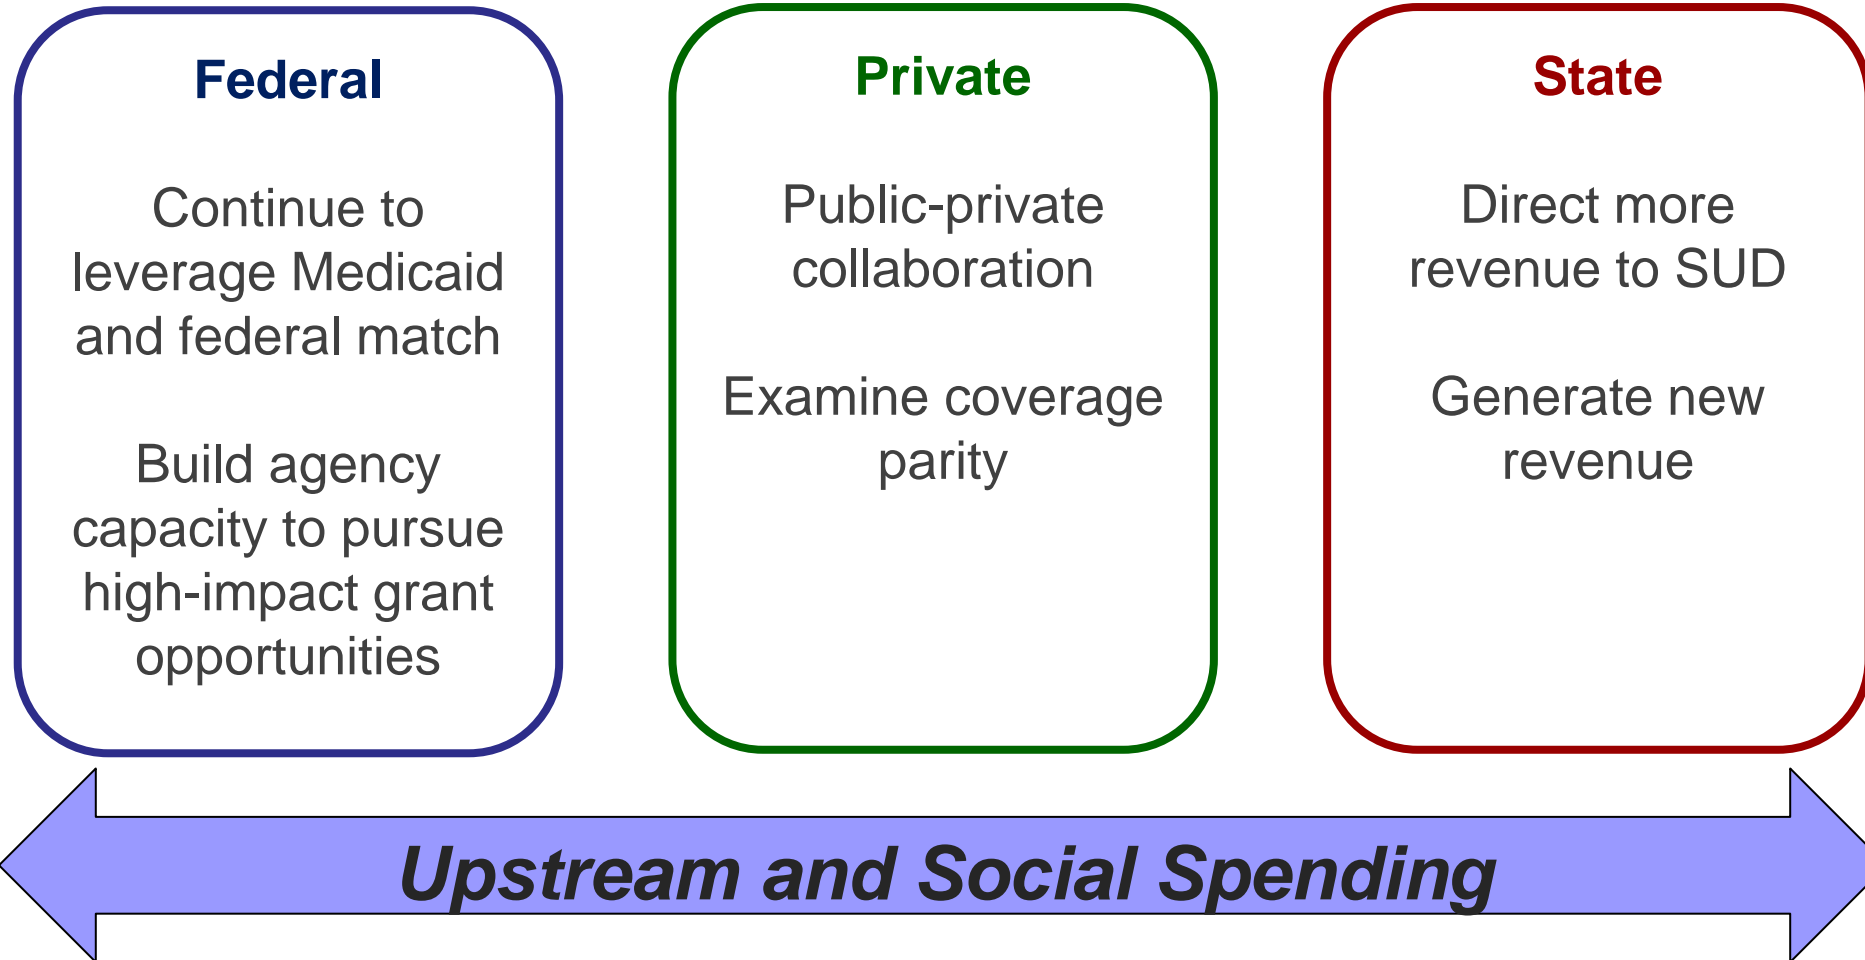 Federal
Continue to
leverage Medicaid
and federal match
Build agency
capacity to pursue
high-impact grant
opportunities
Private
Public-private
collaboration
Examine coverage
parity
State
Direct more
revenue to SUD
Generate new
revenue
Upstream and Social Spending